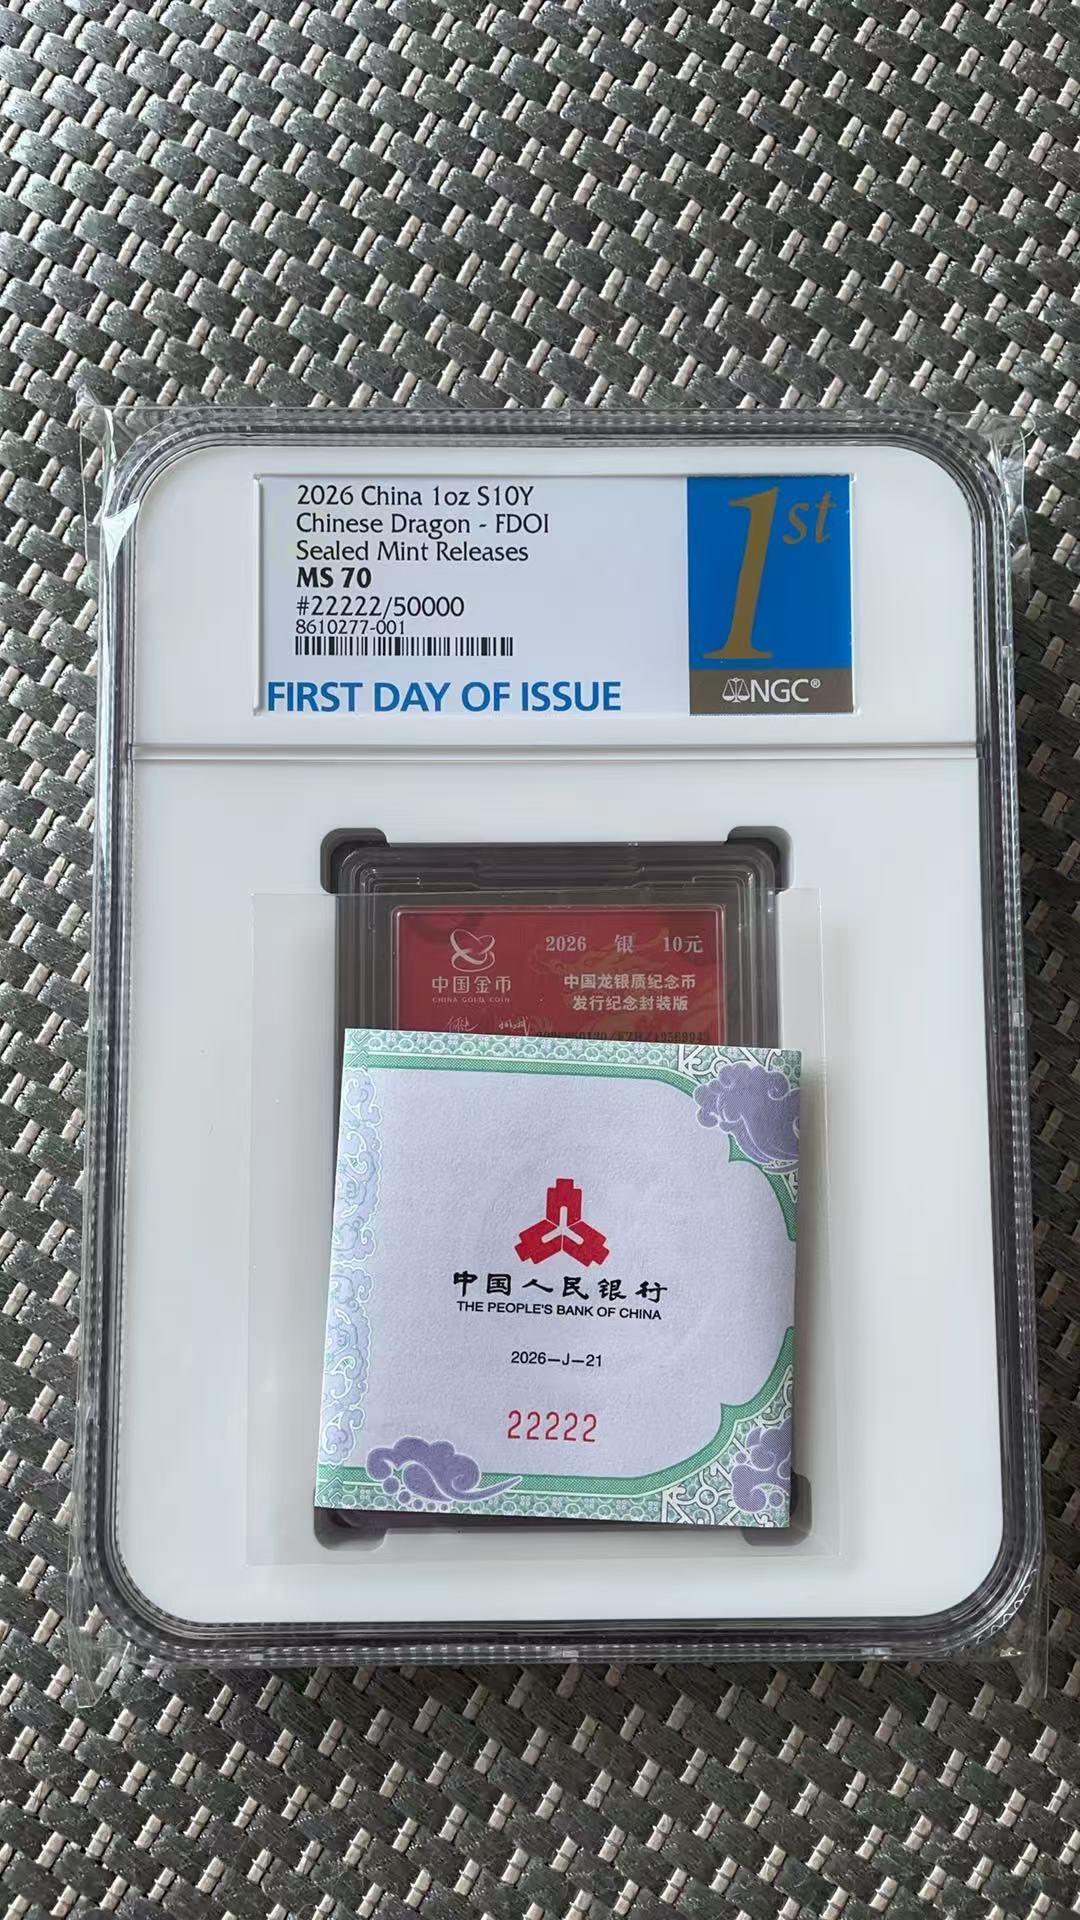 2026 China 1oz S10Y
Chinese Dragon - FDOI
Sealed Mint Releases
MS 70
#22222/50000
8610277-001
FIRST DAY OF ISSUE
1st
NGC®
中国金币
CHINA GOLD COIN
2026 银 10元
中国龙银质纪念币
发行纪念封装版
中国人民银行
THE PEOPLE'S BANK OF CHINA
2026-J-21
22222